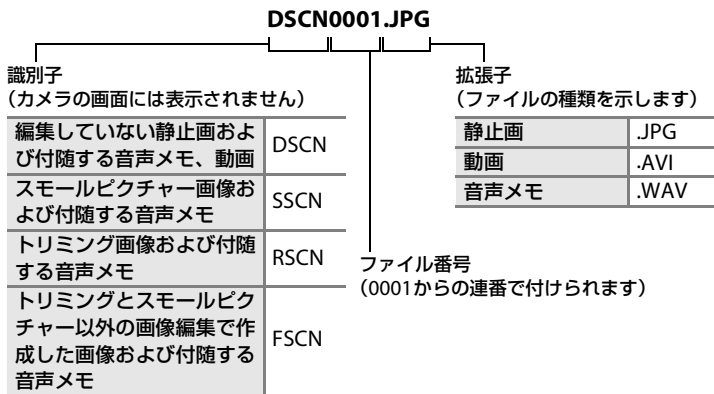 DSCN0001.JPG
識別子
（カメラの画面には表示されません）
編集していない静止画およ
び付随する音声メモ、動画
DSCN
スモールピクチャー画像お
よび付随する音声メモ
SSCN
トリミング画像および付随
する音声メモ
RSCN
トリミングとスモールピク
チャー以外の画像編集で作
成した画像および付随する
音声メモ
FSCN
ファイル番号
（0001からの連番で付けられます）
拡張子
（ファイルの種類を示します）
静止画 .JPG
動画 .AVI
音声メモ .WAV